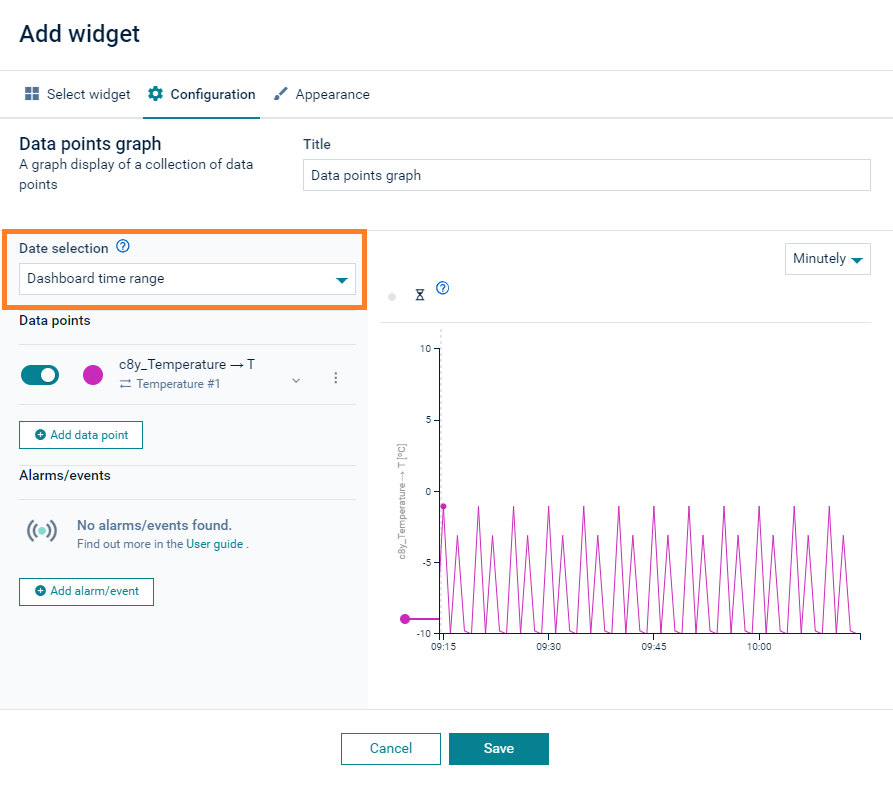 Add widget
Select widget
Configuration
Appearance
Data points graph
A graph display of a collection of data
points
Title
Data points graph
Date selection
Dashboard time range
Data points
c8y_Temperature → T
Temperature #1
Add data point
Alarms/events
No alarms/events found.
Find out more in the User guide .
Add alarm/event
Minutely
c8y_Temperature → T [ºC]
10
5
0
-5
-10
09:15
09:30
09:45
10:00
Cancel
Save